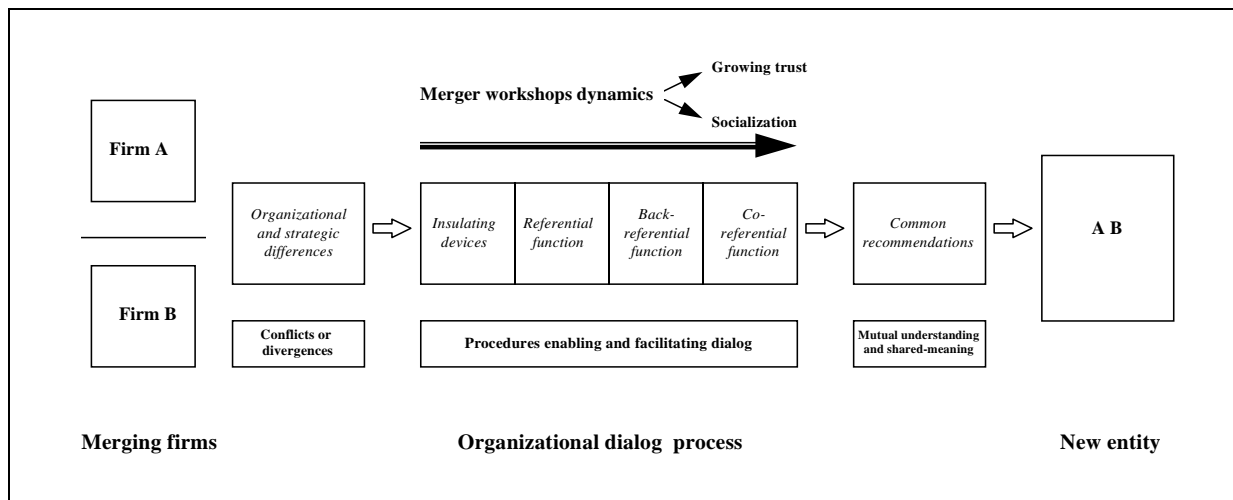 Growing trust
Merger workshops dynamics
Socialization
Firm A
Organizational
and strategic
differences
Insulating
devices
Referential
function
Back-
referential
function
Co-
referential
function
Common
recommendations
A B
Firm B
Conflicts or
divergences
Procedures enabling and facilitating dialog
Mutual understanding
and shared-meaning
Merging firms
Organizational dialog process
New entity